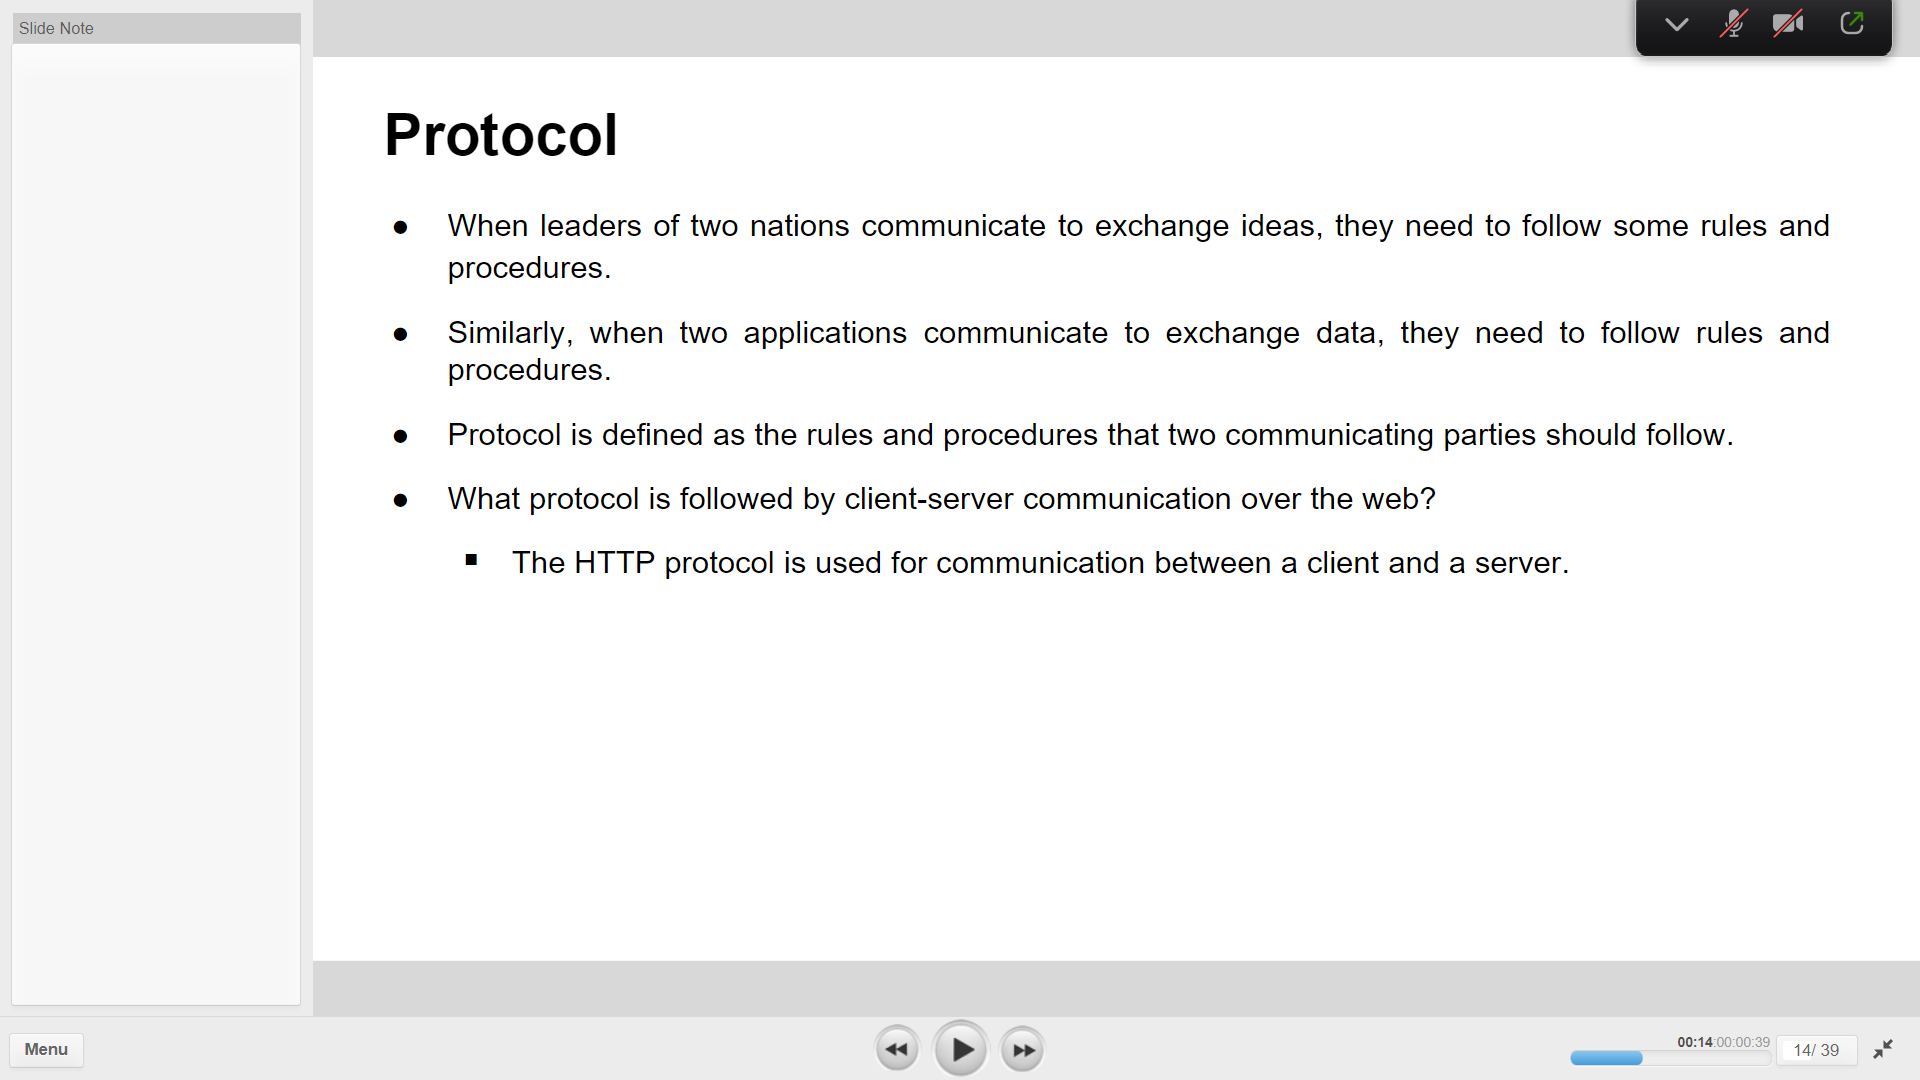 Slide Note
Protocol
● When leaders of two nations communicate to exchange ideas, they need to follow some rules and
procedures.
● Similarly, when two applications communicate to exchange data, they need to follow rules and
procedures.
● Protocol is defined as the rules and procedures that two communicating parties should follow.
● What protocol is followed by client-server communication over the web?
■ The HTTP protocol is used for communication between a client and a server.
Menu
00:14:00:00:39
14/ 39